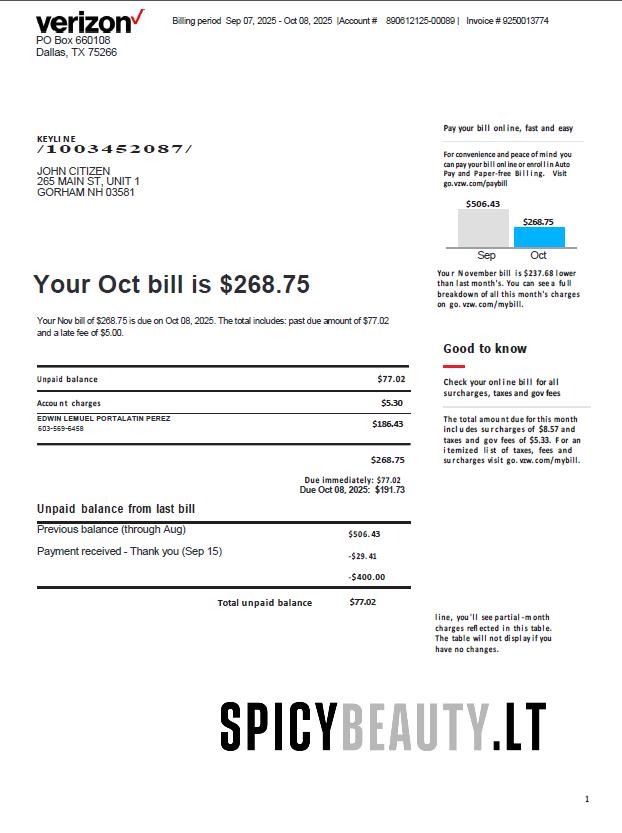 verizon
Billing period Sep 07, 2025 - Oct 08, 2025 |Account # 890612125-00089 | Invoice # 9250013774
PO Box 660108
Dallas, TX 75266
KEYLINE
/1003452087/
JOHN CITIZEN
265 MAIN ST, UNIT 1
GORHAM NH 03581
Pay your bill online, fast and easy
For convenience and peace of mind you
can pay your bill online or enroll in Auto
Pay and Paper-free Billing. Visit
go.vzw.com/paybill
$506.43
$268.75
Sep Oct
Your November bill is $237.68 lower
than last month's. You can see a full
breakdown of all this month's charges
on go.vzw.com/mybill.
Your Oct bill is $268.75
Your Nov bill of $268.75 is due on Oct 08, 2025. The total includes: past due amount of $77.02
and a late fee of $5.00.
Unpaid balance $77.02
Account charges $5.30
EDWIN LEMUEL PORTALATIN PEREZ
603-569-6458 $186.43
$268.75
Due immediately: $77.02
Due Oct 08, 2025: $191.73
Good to know
Check your online bill for all
surcharges, taxes and gov fees
The total amount due for this month
includes surcharges of $8.57 and
taxes and gov fees of $5.33. For an
itemized list of taxes, fees and
surcharges visit go.vzw.com/mybill.
Unpaid balance from last bill
Previous balance (through Aug) $506.43
Payment received - Thank you (Sep 15) -$29.41
-$400.00
Total unpaid balance $77.02
line, you'll see partial-month
charges reflected in this table.
The table will not display if you
have no changes.
SPICYBEAUTY.LT
1